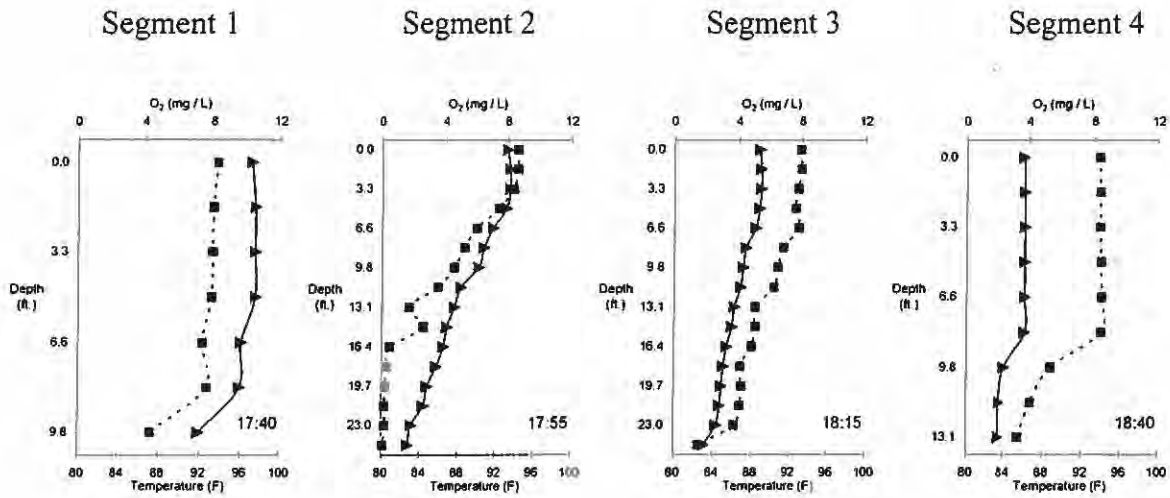 Segment 1
O₂ (mg / L)
0 4 8 12
0.0
3.3
Depth
(ft.)
6.6
9.8
17:40
80 84 88 92 96 100
Temperature (F)
Segment 2
O₂ (mg / L)
0 4 8 12
0.0
3.3
6.6
9.8
Depth
(ft.)
13.1
16.4
19.7
23.0
17:55
80 84 88 92 96 100
Temperature (F)
Segment 3
O₂ (mg / L)
0 4 8 12
0.0
3.3
6.6
9.8
Depth
(ft.)
13.1
16.4
19.7
23.0
18:15
80 84 88 92 96 100
Temperature (F)
Segment 4
O₂ (mg / L)
0 4 8 12
0.0
3.3
Depth
(ft.)
6.6
9.8
13.1
18:40
80 84 88 92 96 100
Temperature (F)